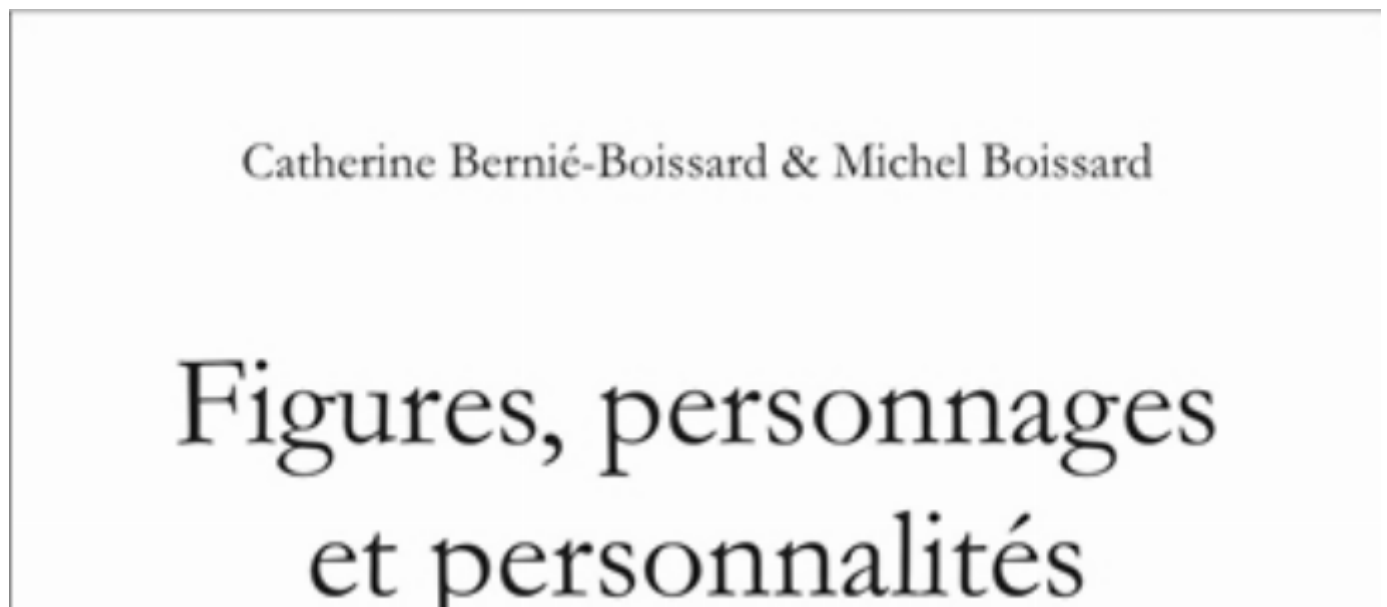 Catherine Bernié-Boissard & Michel Boissard
Figures, personnages
et personnalités